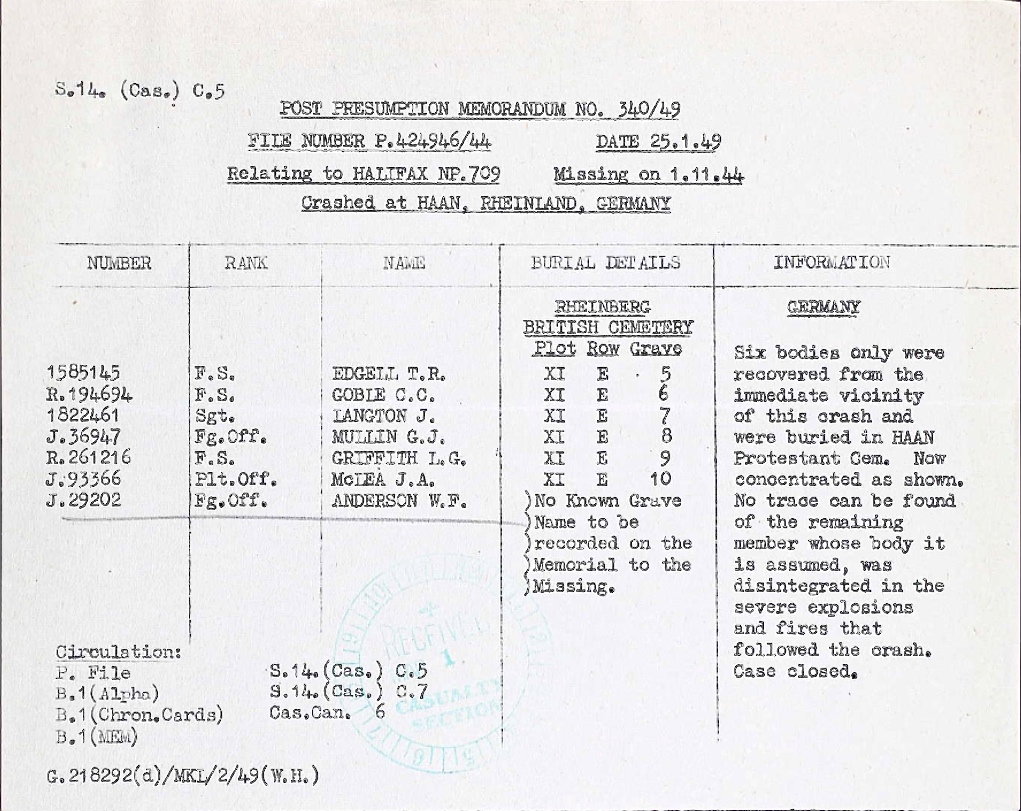 S.14. (Cas.) C.5
POST PRESUMPTION MEMORANDUM NO. 340/49
FILE NUMBER P.424946/44 DATE 25.1.49
Relating to HALIFAX NP.709 Missing on 1.11.44
Crashed at HAAN, RHEINLAND, GERMANY
NUMBER RANK NAME BURIAL DETAILS INFORMATION
RHEINBERG
BRITISH CEMETERY
Plot Row Grave
1585145 F.S. EDGELL T.R. XI E 5
R.194694 F.S. GOBLE C.C. XI E 6
1822461 Sgt. LANGTON J. XI E 7
J.36947 Fg.Off. MULLIN G.J. XI E 8
R.261216 F.S. GRIFFITH L.G. XI E 9
J.93366 Plt.Off. McLEA J.A. XI E 10
J.29202 Fg.Off. ANDERSON W.F. )No Known Grave
)Name to be
)recorded on the
)Memorial to the
)Missing.
GERMANY
Six bodies only were
recovered from the
immediate vicinity
of this crash and
were buried in HAAN
Protestant Cem. Now
concentrated as shown.
No trace can be found
of the remaining
member whose body it
is assumed, was
disintegrated in the
severe explosions
and fires that
followed the crash.
Case closed.
Circulation:
P. File S.14.(Cas.) C.5
B.1(Alpha) S.14.(Cas.) C.7
B.1(Chron.Cards) Cas.Can. 6
B.1(MEM)
G.218292(d)/MKL/2/49(W.H.)
RECEIVED
1
CASUALTY
SECTION